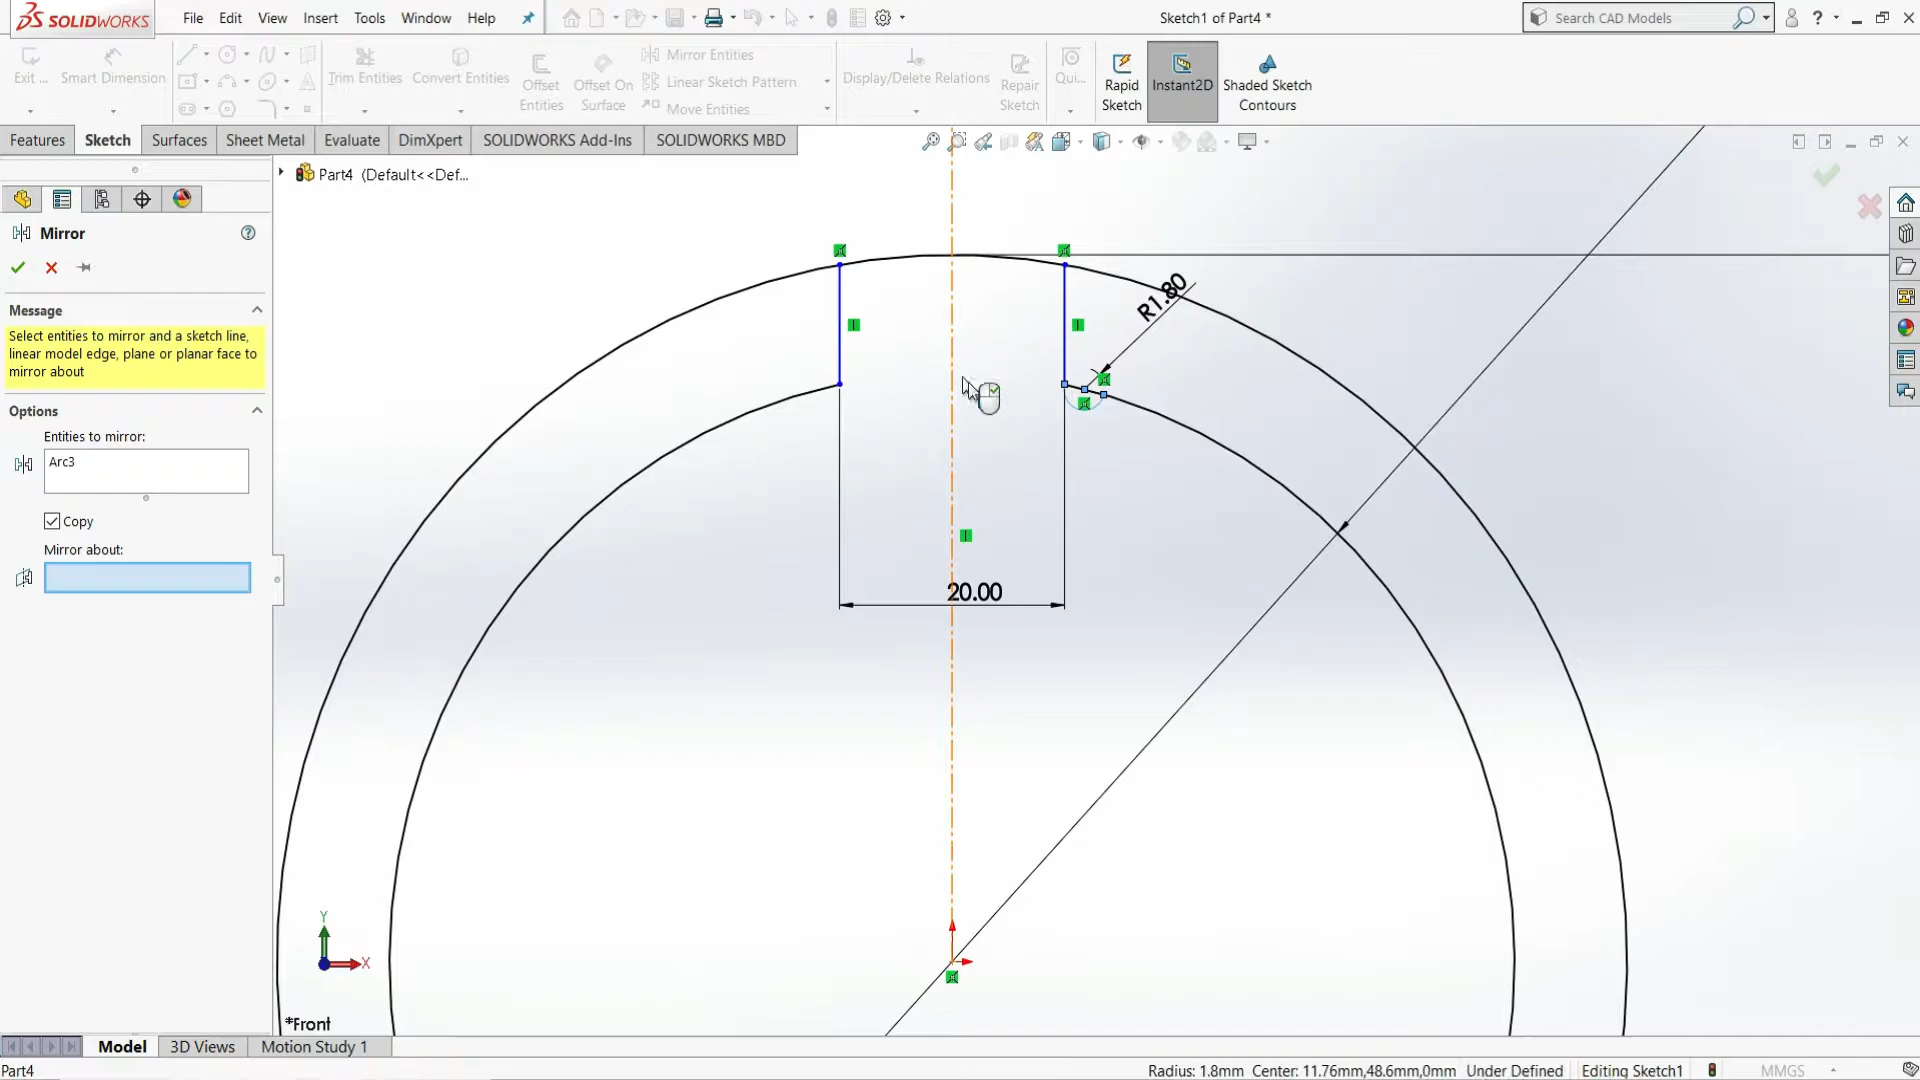 SOLIDWORKS
File Edit View Insert Tools Window Help
Sketch1 of Part4 *
Search CAD Models
?
Exit ...
Smart Dimension
Trim Entities
Convert Entities
Offset Entities
Offset On Surface
Mirror Entities
Linear Sketch Pattern
Move Entities
Display/Delete Relations
Repair Sketch
Qui...
Rapid Sketch
Instant2D
Shaded Sketch Contours
Features Sketch Surfaces Sheet Metal Evaluate DimXpert SOLIDWORKS Add-Ins SOLIDWORKS MBD
Part4 (Default<<Def...
Mirror
?
Message
Select entities to mirror and a sketch line,
linear model edge, plane or planar face to
mirror about
Options
Entities to mirror:
Arc3
Copy
Mirror about:
R1.80
20.00
Y
X
*Front
Model 3D Views Motion Study 1
Part4
Radius: 1.8mm Center: 11.76mm,48.6mm,0mm Under Defined Editing Sketch1 MMGS